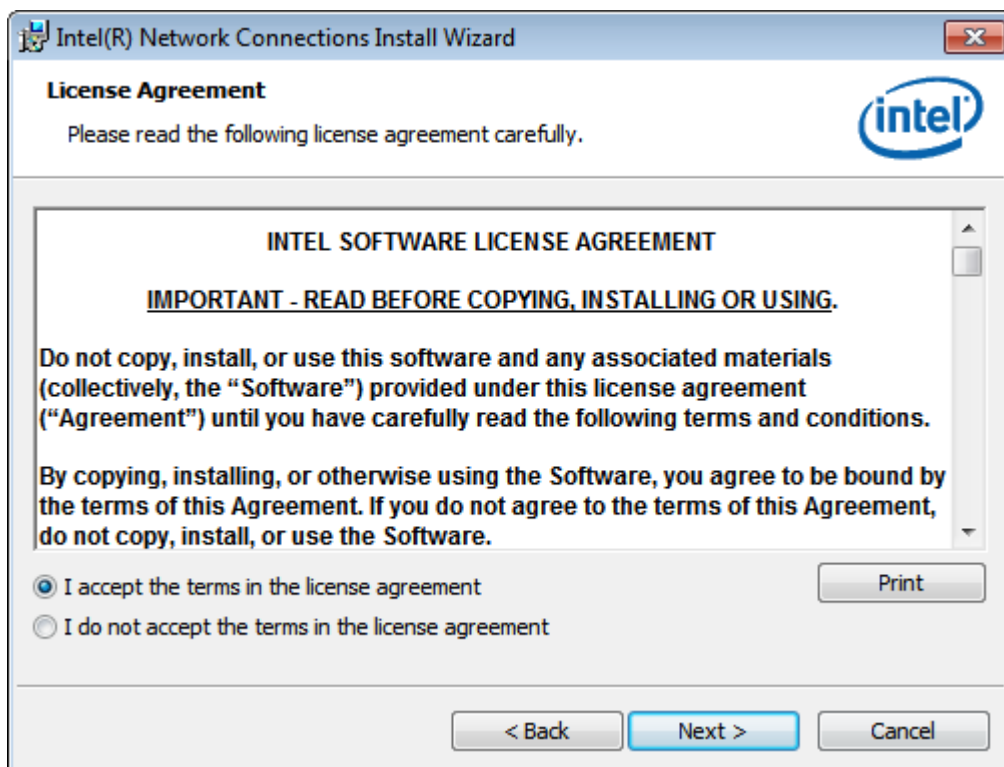 Intel(R) Network Connections Install Wizard
License Agreement
Please read the following license agreement carefully.
intel
INTEL SOFTWARE LICENSE AGREEMENT
IMPORTANT - READ BEFORE COPYING, INSTALLING OR USING.
Do not copy, install, or use this software and any associated materials
(collectively, the “Software”) provided under this license agreement
(“Agreement”) until you have carefully read the following terms and conditions.
By copying, installing, or otherwise using the Software, you agree to be bound by
the terms of this Agreement. If you do not agree to the terms of this Agreement,
do not copy, install, or use the Software.
I accept the terms in the license agreement
Print
I do not accept the terms in the license agreement
< Back
Next >
Cancel